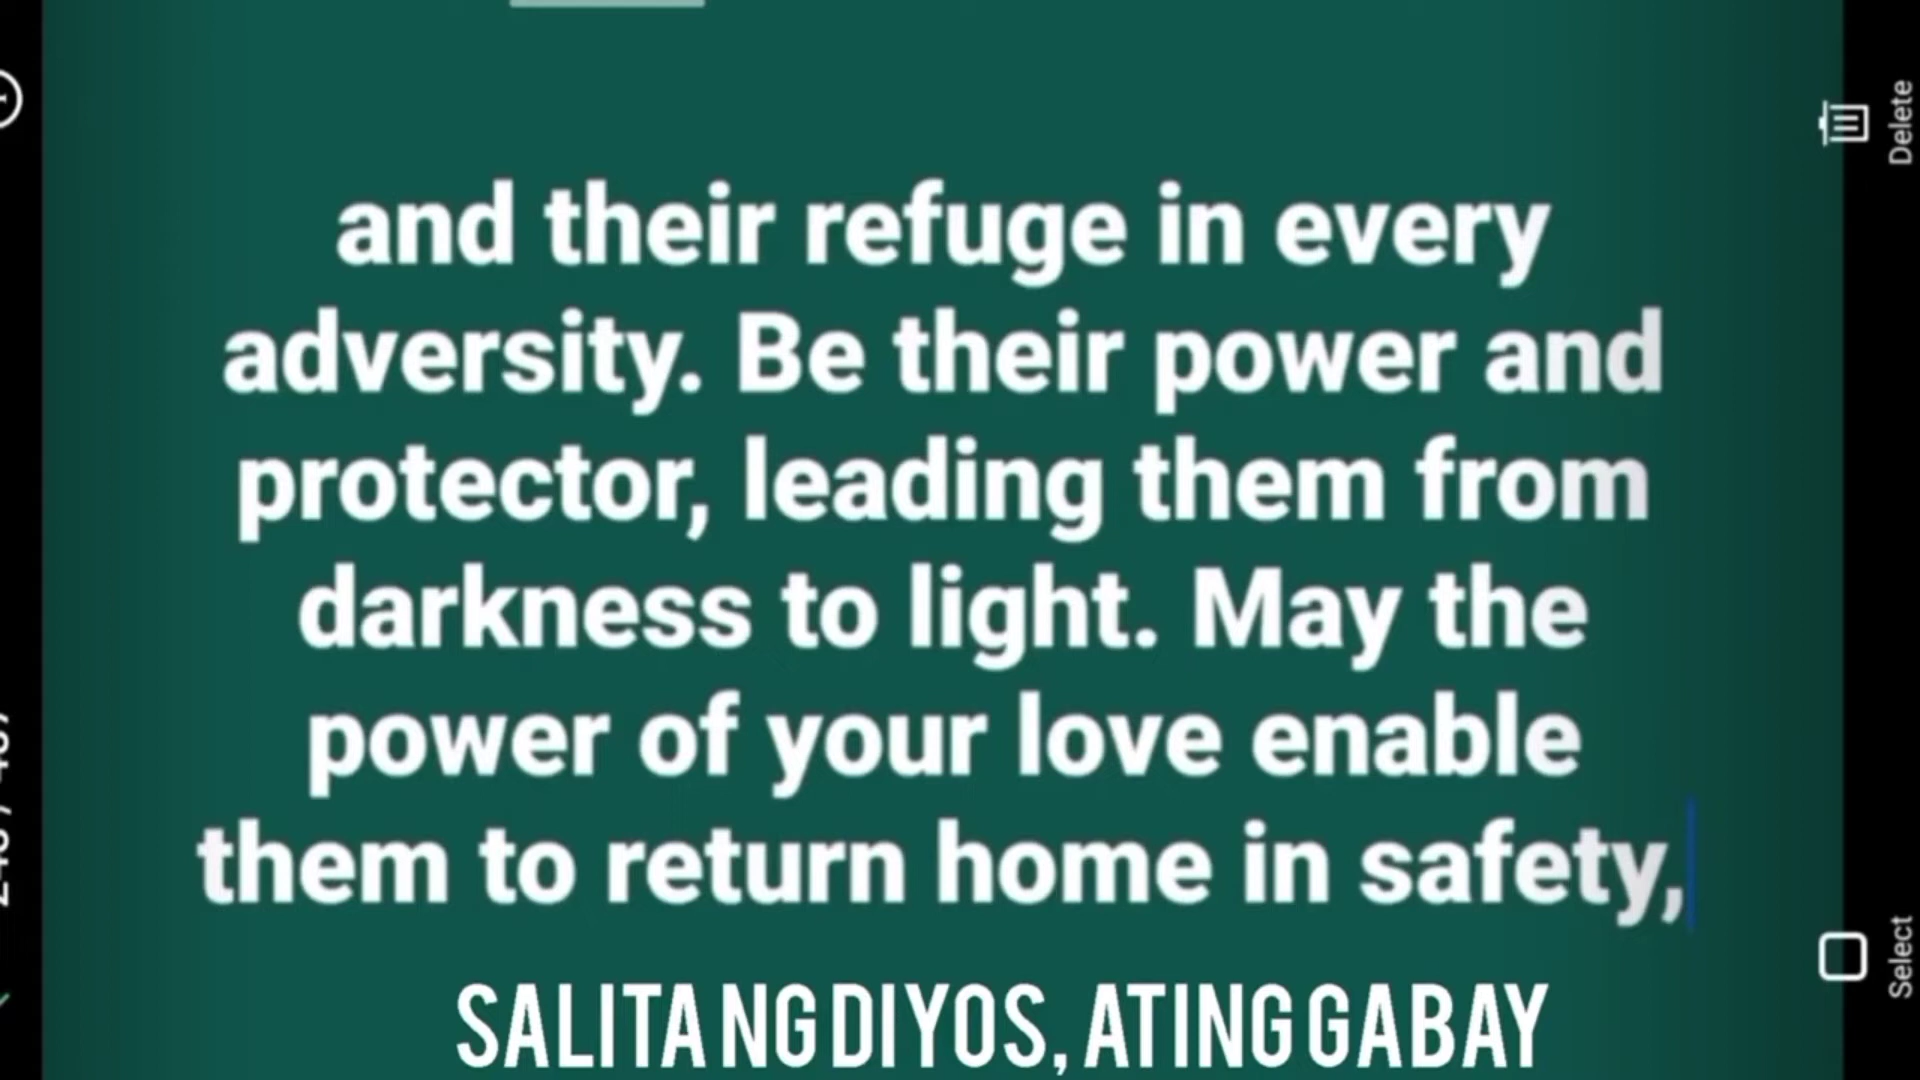 and their refuge in every
adversity. Be their power and
protector, leading them from
darkness to light. May the
power of your love enable
them to return home in safety,
SALITA NG DIYOS, ATING GABAY
Delete
Select